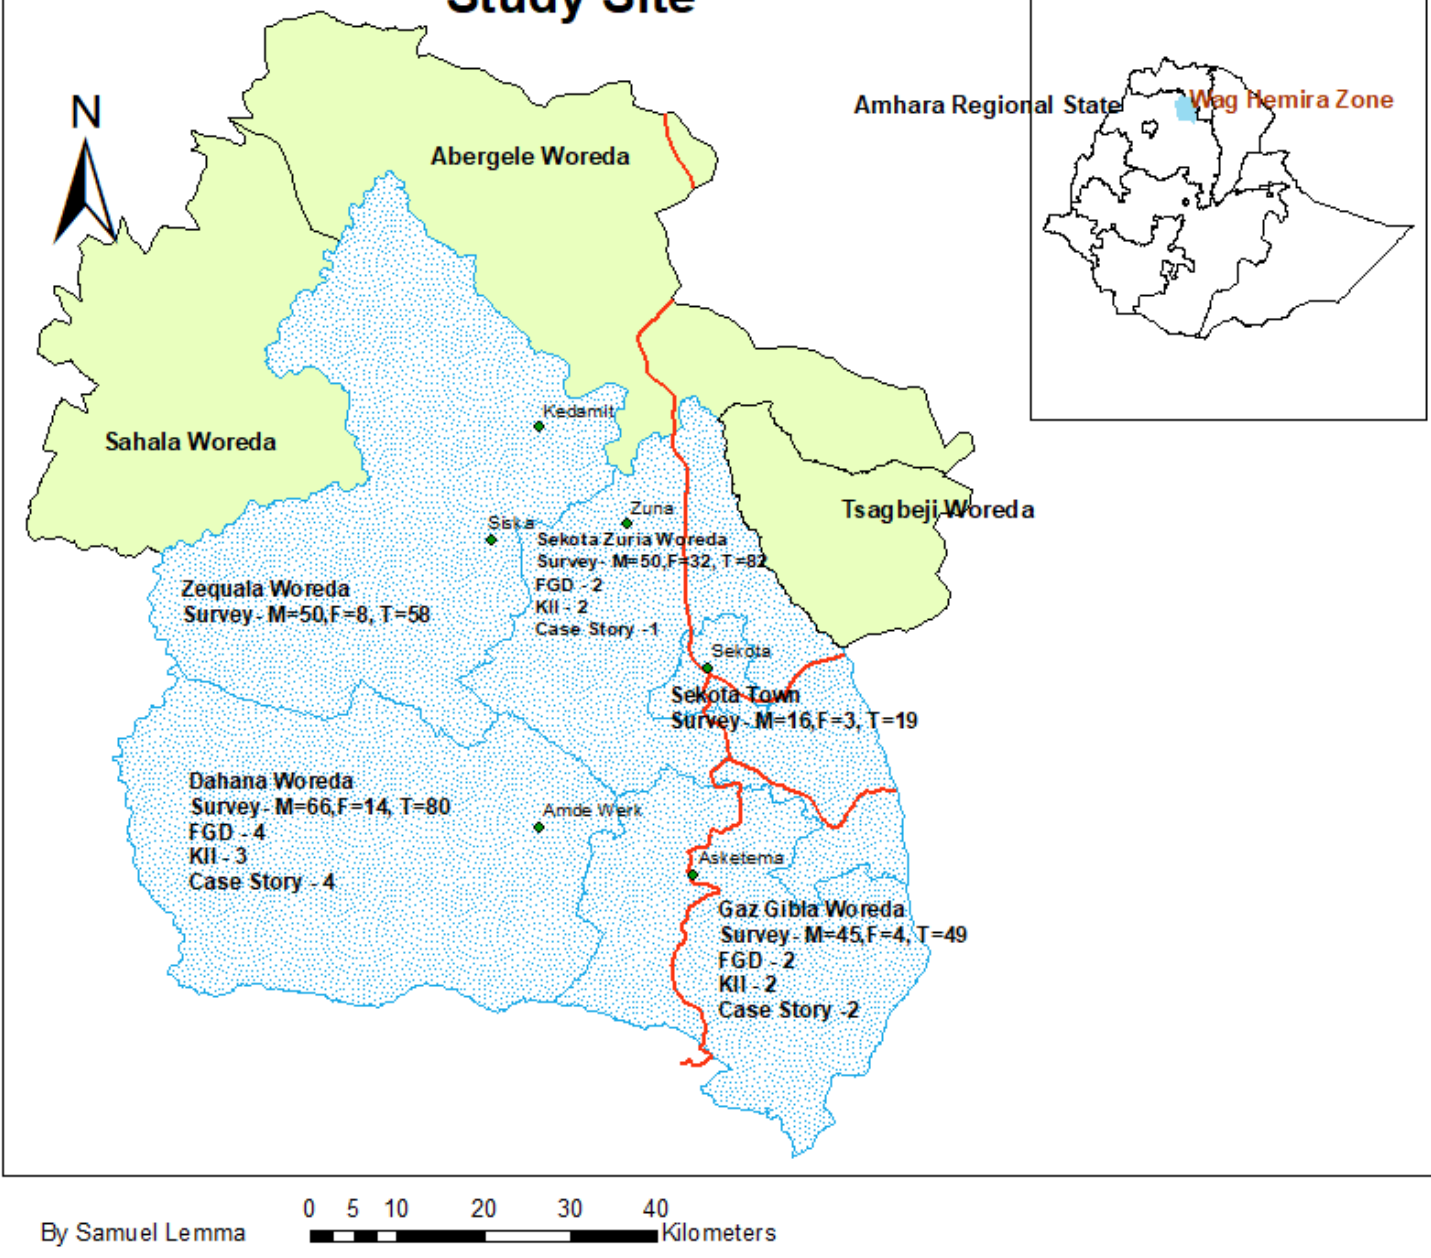 Study Site
N
Amhara Regional State
Wag Hemira Zone
Abergele Woreda
Sahala Woreda
Kedamit
Tsagbeji Woreda
Siska
Zuna
Sekota Zuria Woreda
Survey- M=50,F=32, T=82
FGD - 2
KII - 2
Case Story -1
Zequala Woreda
Survey- M=50,F=8, T=58
Sekota
Sekota Town
Survey- M=16,F=3, T=19
Dahana Woreda
Survey- M=66,F=14, T=80
FGD - 4
KII - 3
Case Story - 4
Amde Werk
Asketema
Gaz Gibla Woreda
Survey- M=45,F=4, T=49
FGD - 2
KII - 2
Case Story -2
0 5 10 20 30 40
Kilometers
By Samuel Lemma